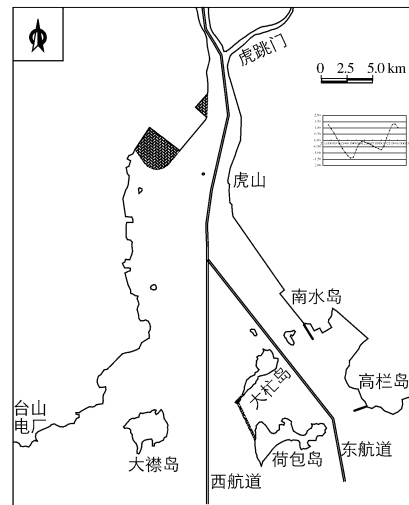 虎跳门
0 2.5 5.0 km
虎山
南水岛
大杧岛
高栏岛
台山
电厂
大襟岛
荷包岛
东航道
西航道